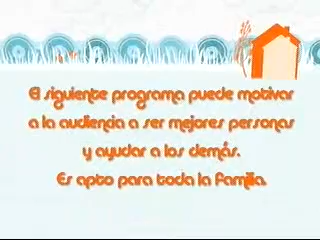 El siguiente programa puede motivar
a la audiencia a ser mejores personas
y ayudar a los demás.
Es apto para toda la familia.